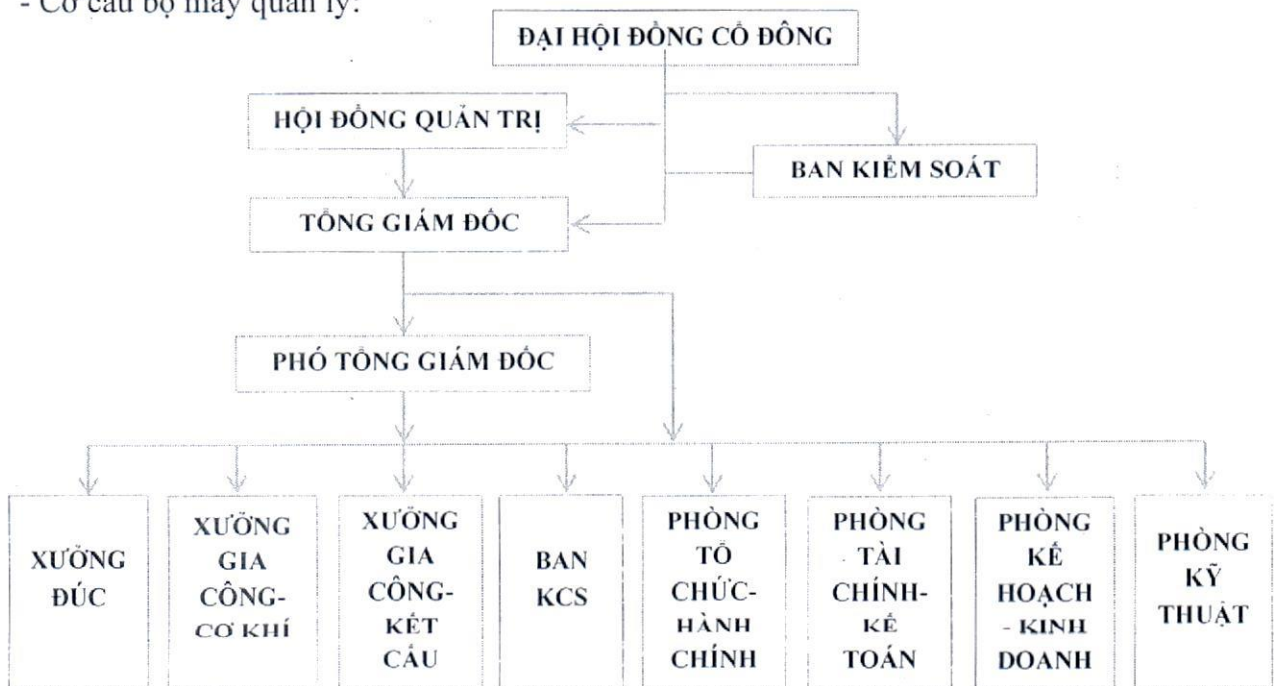 - Cơ cấu bộ máy quản lý:
ĐẠI HỘI ĐỒNG CỔ ĐÔNG
HỘI ĐỒNG QUẢN TRỊ
BAN KIỂM SOÁT
TỔNG GIÁM ĐỐC
PHÓ TỔNG GIÁM ĐỐC
XƯỞNG
ĐÚC
XƯỞNG
GIA
CÔNG-
CƠ KHÍ
XƯỞNG
GIA
CÔNG-
KẾT
CẤU
BAN
KCS
PHÒNG
TỔ
CHỨC-
HÀNH
CHÍNH
PHÒNG
TÀI
CHÍNH-
KẾ
TOÁN
PHÒNG
KẾ
HOẠCH
- KINH
DOANH
PHÒNG
KỸ
THUẬT